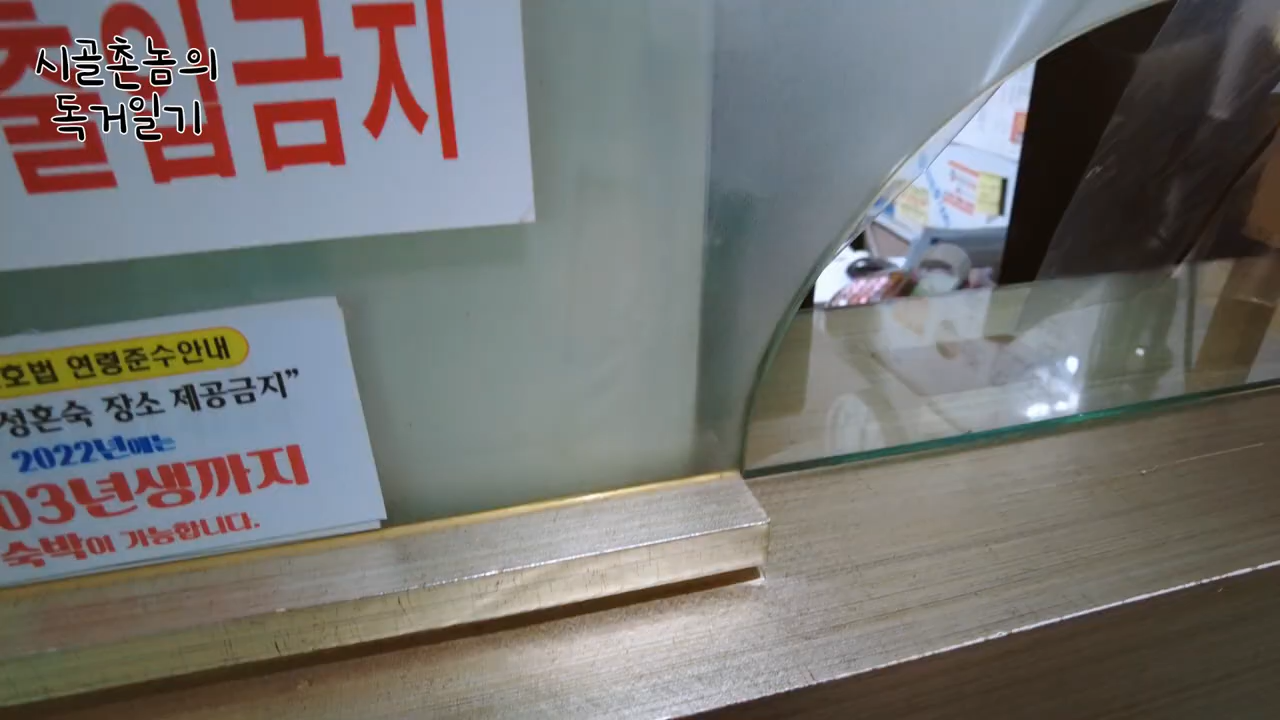 시골촌놈의
독거일기
출입금지
호법 연령준수안내
성혼숙 장소 제공금지”
2022년에는
03년생까지
숙박이 가능합니다.